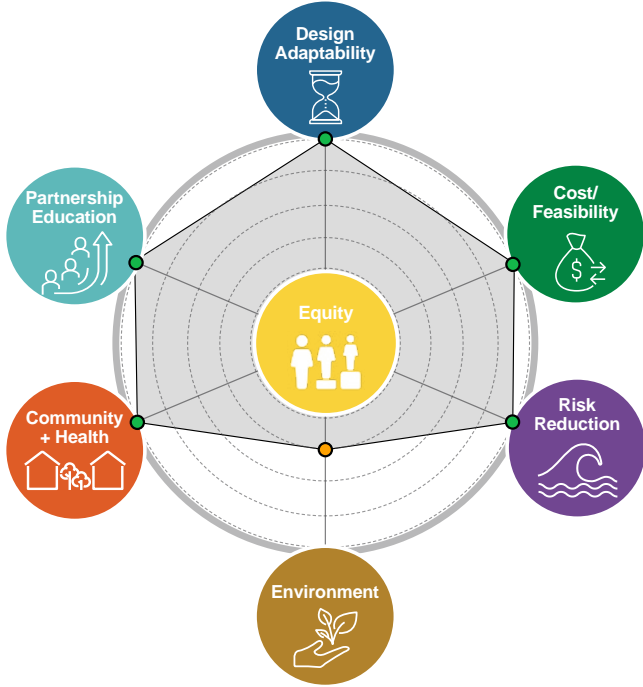 Design
Adaptability
Partnership
Education
Cost/
Feasibility
$
Equity
Community
+ Health
Risk
Reduction
Environment